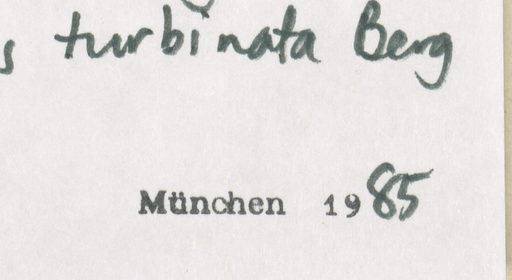 s turbinata Berg
München 1985